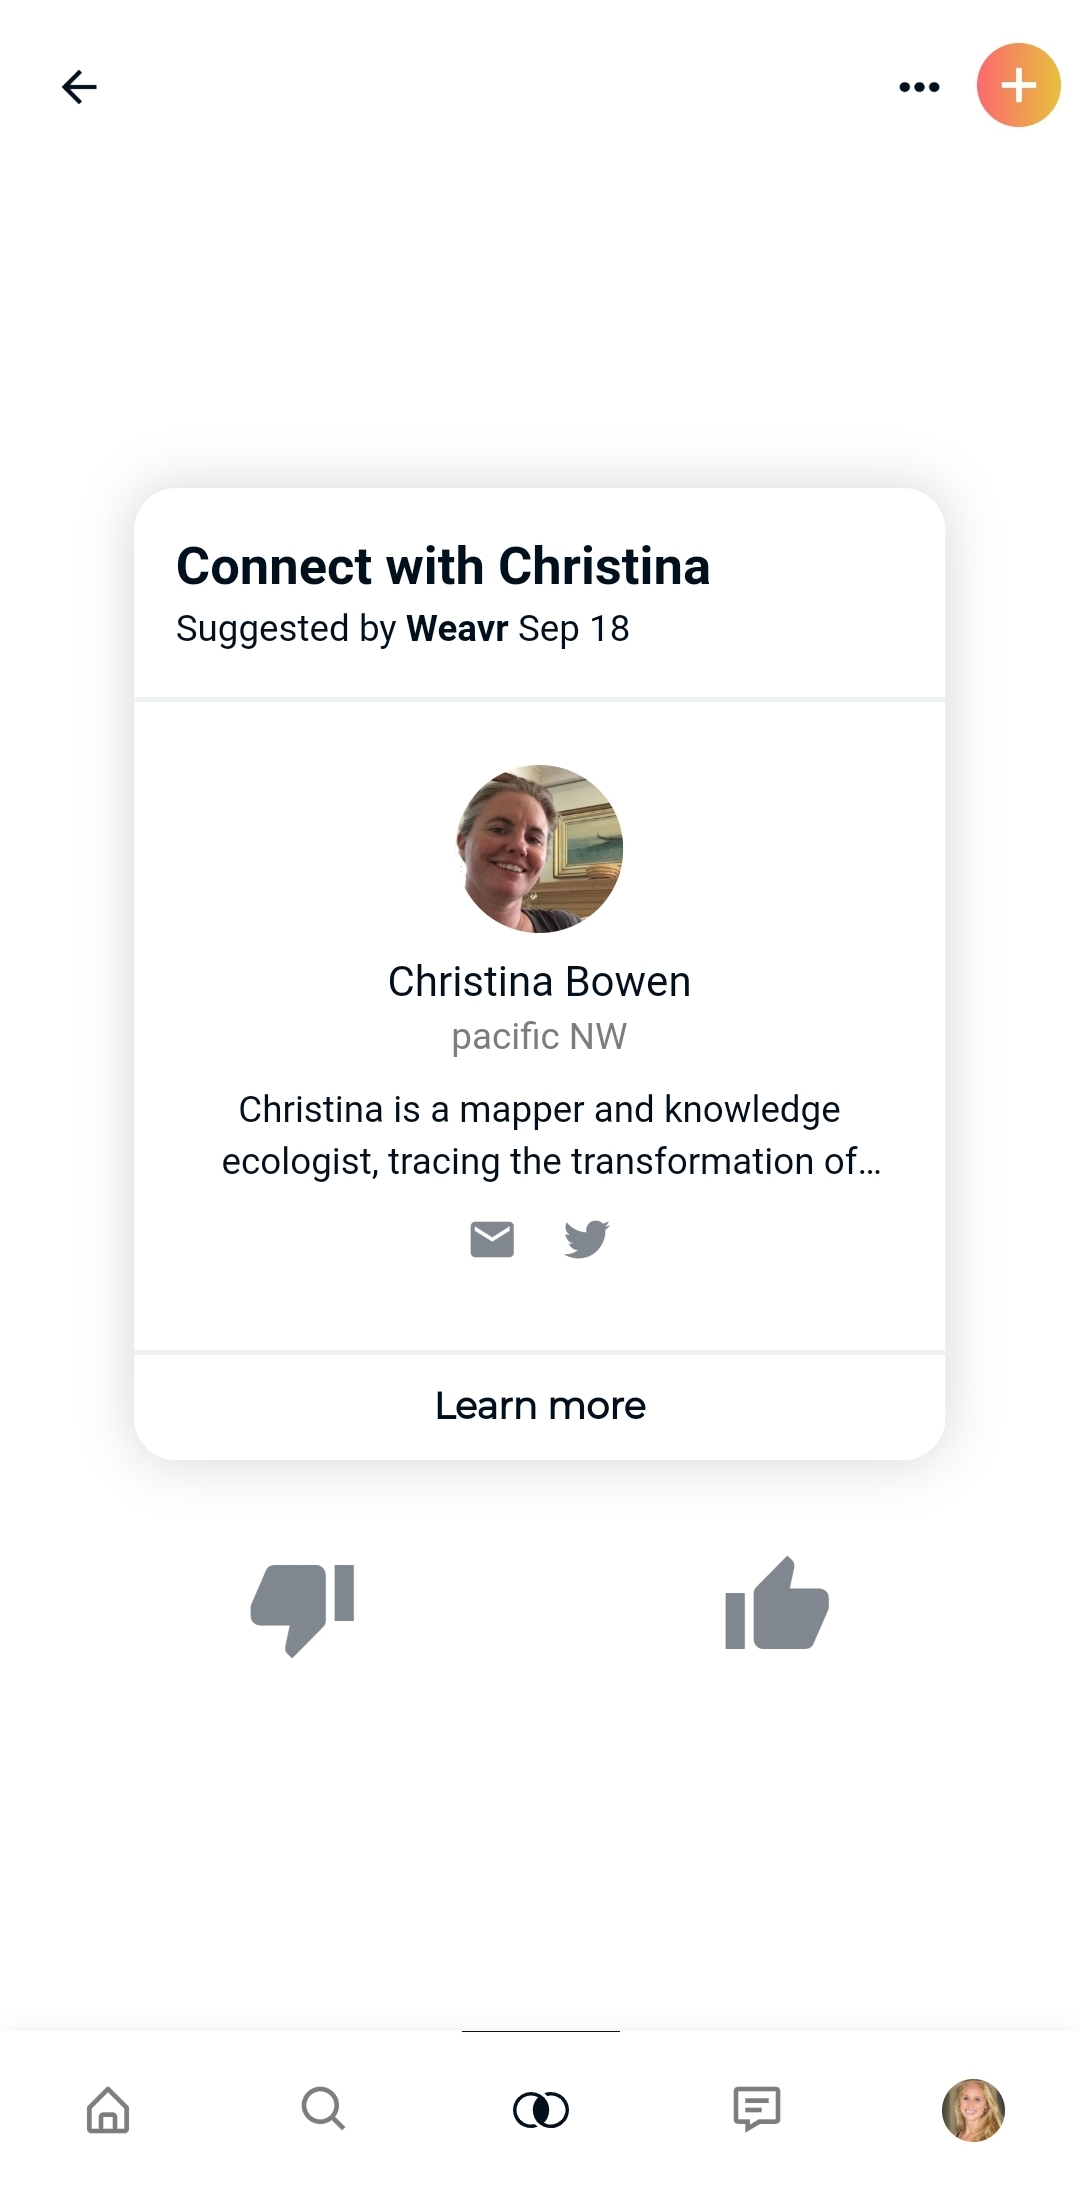 Connect with Christina
Suggested by Weavr Sep 18
Christina Bowen
pacific NW
Christina is a mapper and knowledge
ecologist, tracing the transformation of...
Learn more